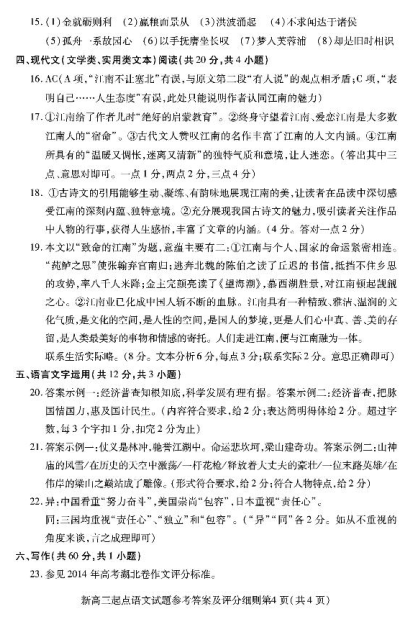 15.(1)金就砺则利 (2)赢粮而景从 (3)洪波涌起 (4)不求闻达于诸侯
(5)孤舟一系故园心 (6)以手抚膺坐长叹 (7)梦入芙蓉浦 (8)却是旧时相识
四、现代文(文学类、实用类文本)阅读(共20分,共4小题)
16.AC(A项,“江南不让塞北”有误,与原文第二段“有人说”的观点相矛盾;C项,“表
明自己……人生态度”有误,此处只能说明作者认同江南的魅力)
17.①江南给了作者儿时“绝好的启蒙教育”。②终身守望着江南、爱恋江南是大多数
江南人的“宿命”。③古代文人赞叹江南的名作丰富了江南的人文内涵。④江南
所具有的“温暖又惆怅,迷离又清新”的独特气质和意境,让人迷恋。(答出其中三
点,意思对即可。一点1分,两点2分,三点4分)
18. ①古诗文的引用能够生动、凝练、有韵味地展现江南的美,让读者在品读中深切感
受江南的深刻内蕴、独特意境。②充分展现我国古诗文的魅力,吸引读者关注作品
中人物的行事,获得人生感悟,丰富了文章的内涵。(4分。答对一点2分)
19.本文以“致命的江南”为题,意蕴主要有二:①江南与个人、国家的命运紧密相连。
“莼鲈之思”使张翰弃官南归;逃奔北魏的陈伯之读了丘迟的书信,抵挡不住乡思
的攻势,率八千人来降;金主完颜亮读了《望海潮》,慕西湖胜景,对江南顿起觊觎
之心。②江南业已化成中国人斩不断的血脉。江南具有一种精致、雅洁、温润的文
化气质,是文化的空间,是人性的空间,是国人的梦境,更是人们心中真、善、美的存
留,是人类最美好的事物和情感的寄托。人们走进江南,便与江南融为一体。
联系生活实际略。(8分。文本分析6分,每点3分;联系实际2分。意思正确即可)
五、语言文字运用(共12分,共3小题)
20.答案示例一:经济普查知根知底,科学发展有理有据。答案示例二:经济普查,把脉
国情国力,惠及国计民生。(内容符合要求,给2分;表达简明得体给2分。超过字
数,每3个字扣1分,扣完2分为止)
21.答案示例一:仗义是林冲,驰誉江湖中。命运悲坎坷,梁山建奇功。答案示例二:山神
庙的风雪/在历史的天空中激荡/一杆花枪/释放着大丈夫的豪壮/一位末路英雄/在
伟岸的梁山之巅站成了雕像。(形式符合要求,给2分;符合人物特点,给2分)
22.异:中国看重“努力奋斗”,美国崇尚“包容”,日本重视“责任心”。
同:三国均重视“责任心”、“独立”和“包容”。(“异”“同”各2分。如从不重视的
角度来谈,言之成理即可)
六、写作(共60分,共1小题)
23.参见2014年高考湖北卷作文评分标准。
新高三起点语文试题参考答案及评分细则第4页(共4页)